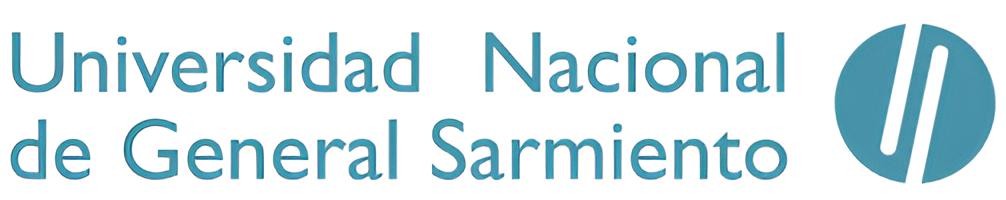 Universidad Nacional
de General Sarmiento